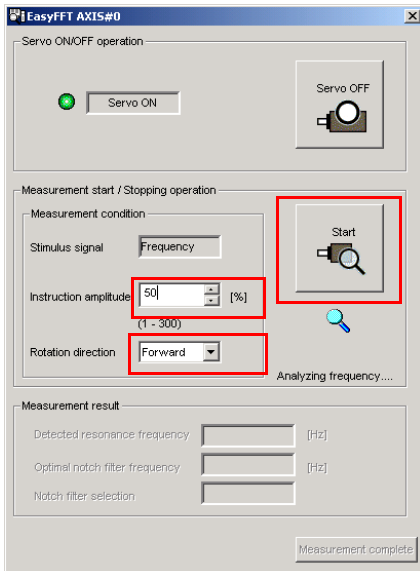 EasyFFT AXIS#0
Servo ON/OFF operation
Servo ON
Servo OFF
Measurement start / Stopping operation
Measurement condition
Stimulus signal
Frequency
Start
Instruction amplitude
50
[%]
(1 - 300)
Rotation direction
Forward
Analyzing frequency....
Measurement result
Detected resonance frequency
[Hz]
Optimal notch filter frequency
[Hz]
Notch filter selection
Measurement complete